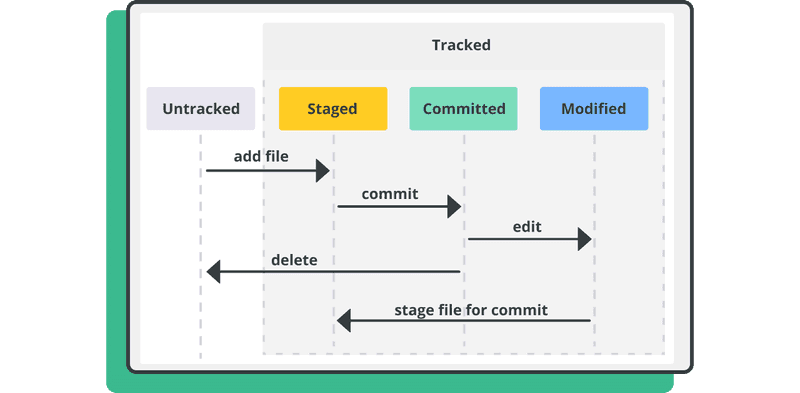 Tracked
Untracked
Staged
Committed
Modified
add file
commit
edit
delete
stage file for commit